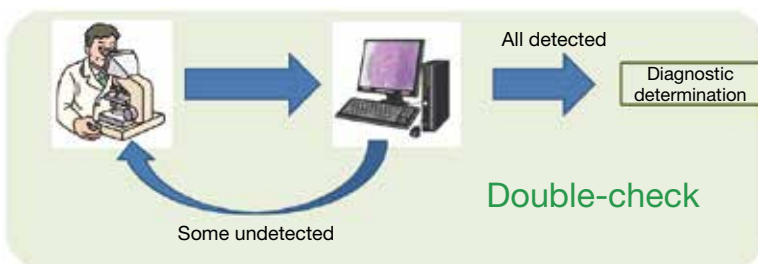 All detected
Diagnostic
determination
Double-check
Some undetected